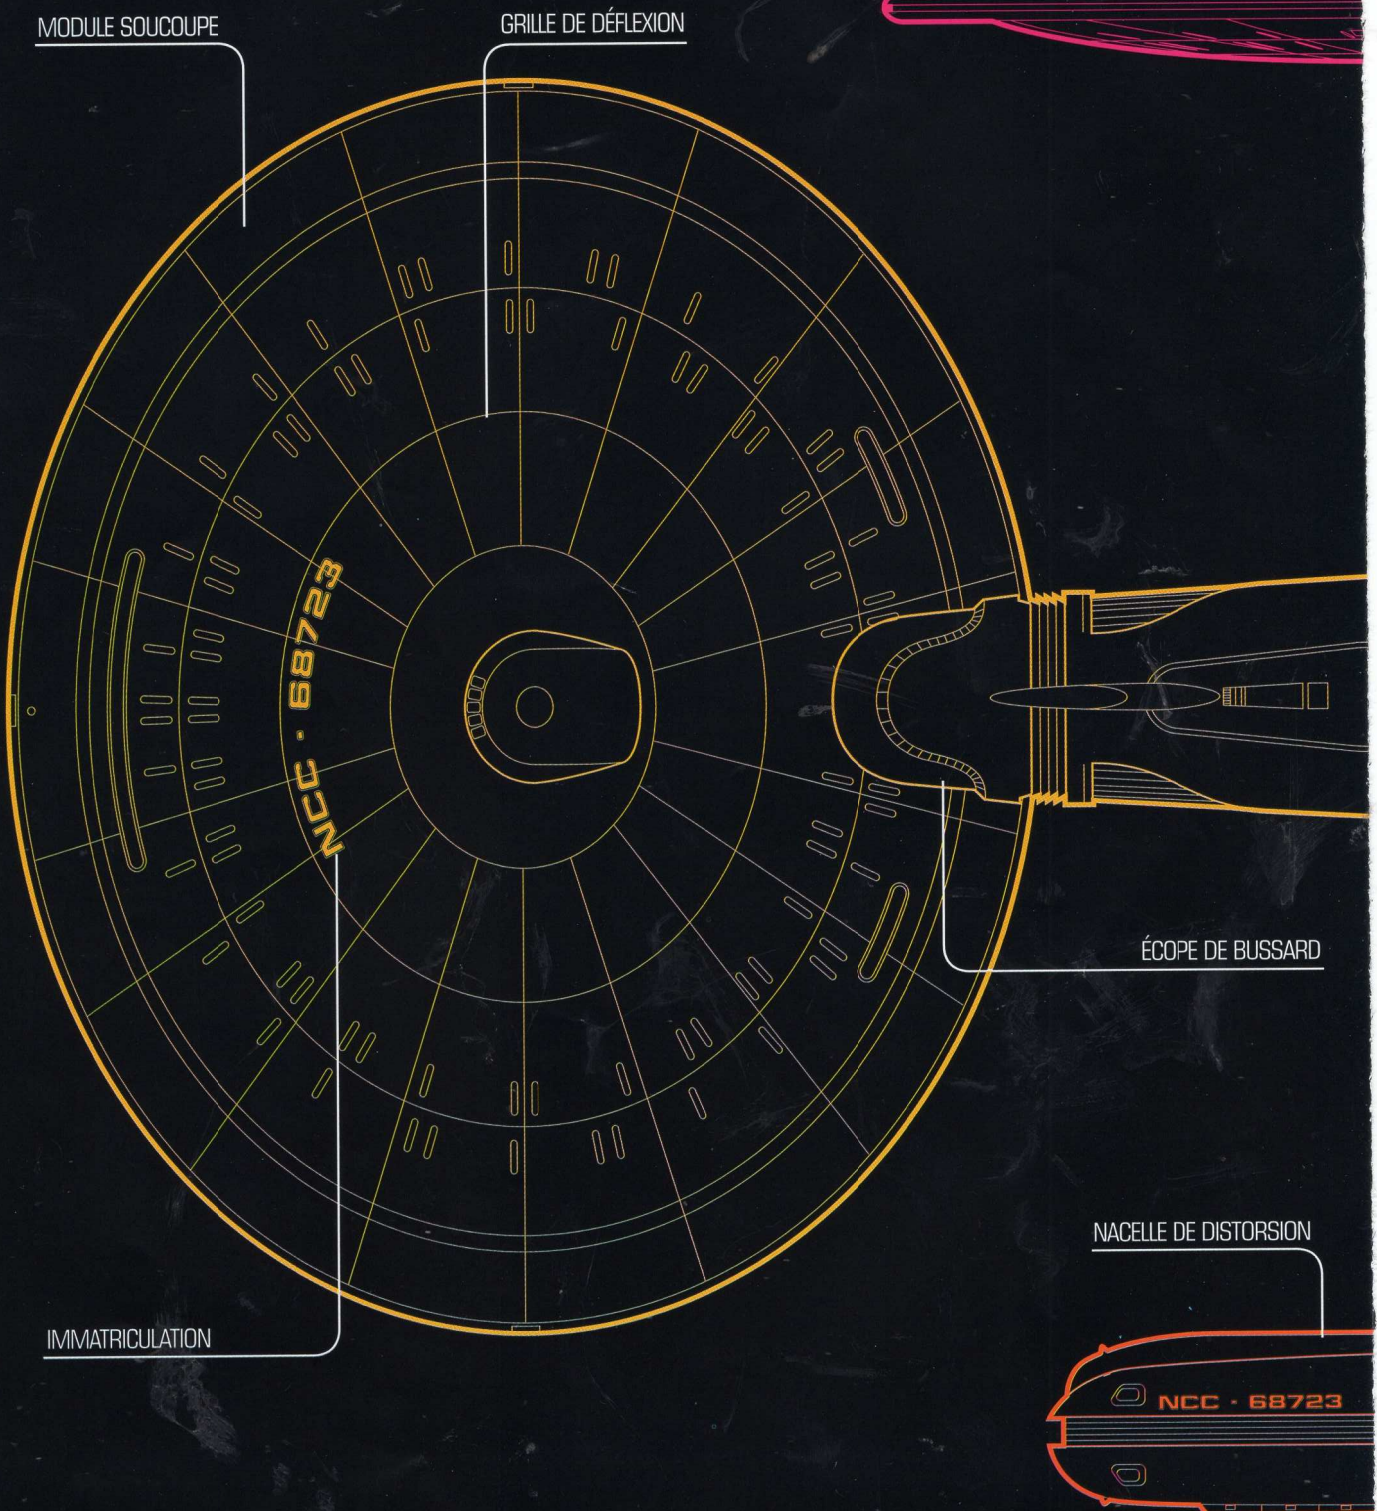 MODULE SOUCOUPE
GRILLE DE DÉFLEXION
NCC · 68723
ÉCOPE DE BUSSARD
NACELLE DE DISTORSION
IMMATRICULATION
NCC · 68723